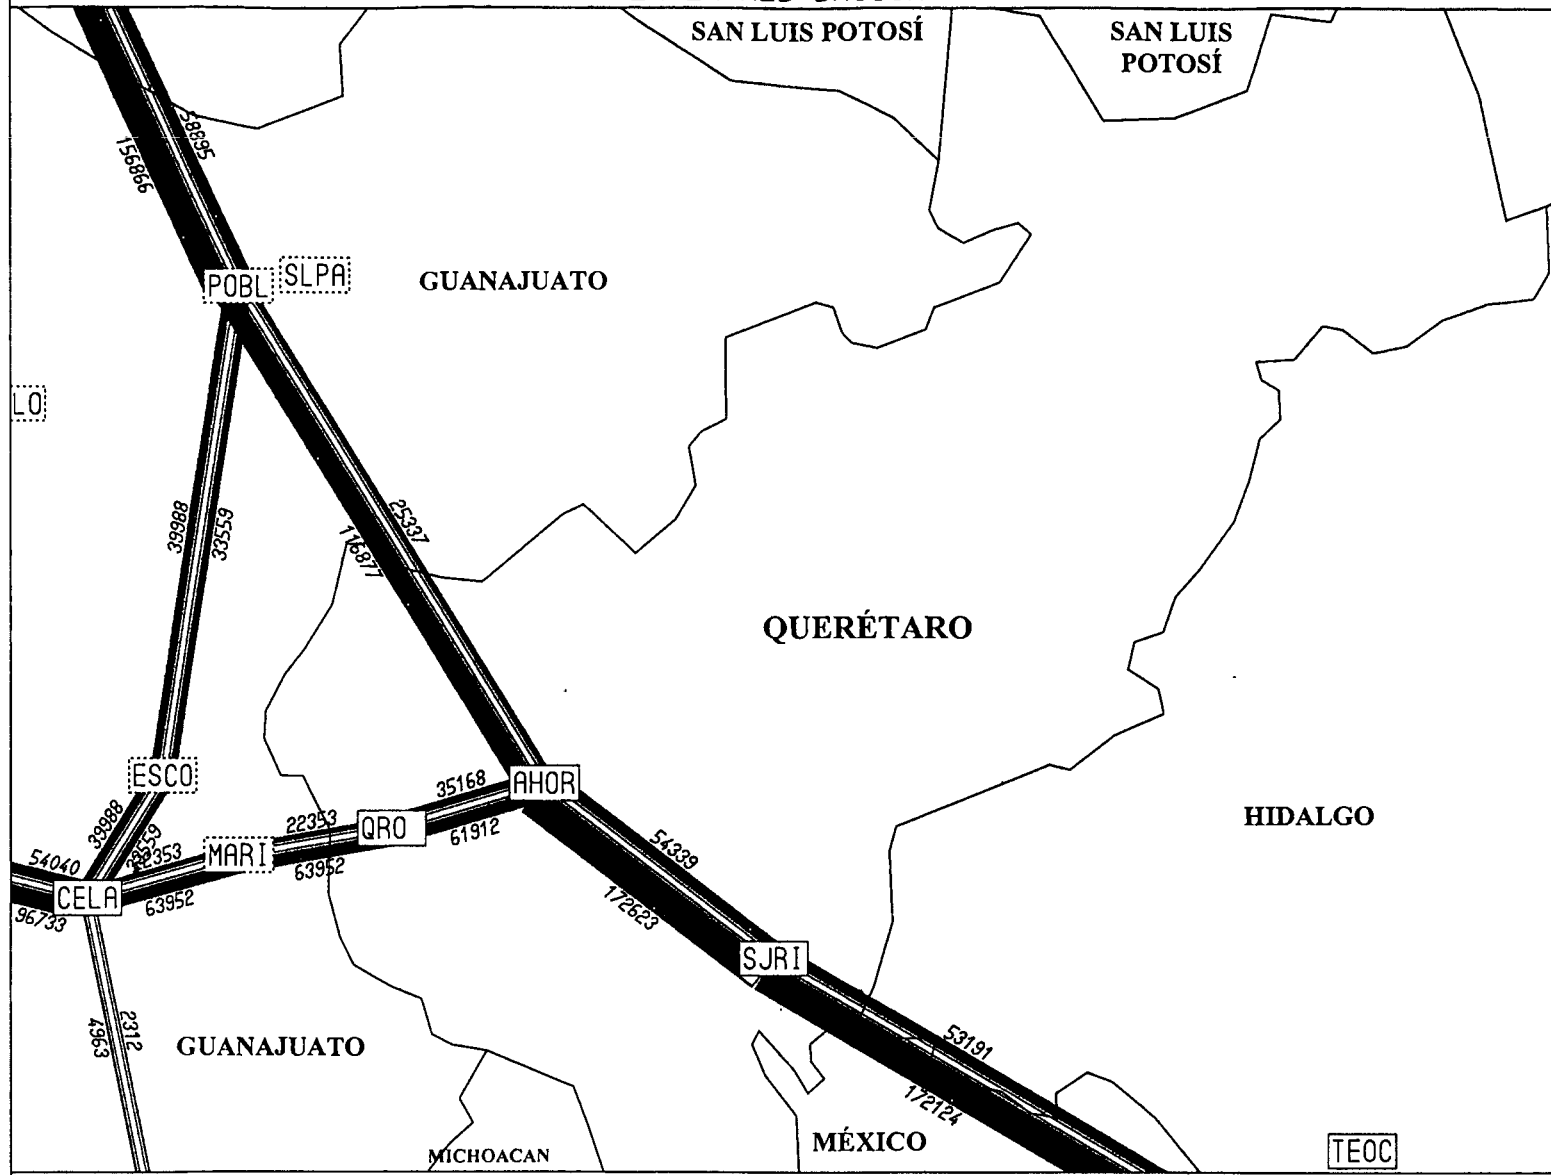 SAN LUIS POTOSÍ
SAN LUIS
POTOSÍ
58895
156866
POBL
SLPA
GUANAJUATO
LO
39988
33559
25337
116877
QUERÉTARO
ESCO
AHOR
35168
22353
QRO
61912
HIDALGO
39988
33559
22353
MARI
63952
54040
CELA
63952
96733
54339
172623
SJRI
2312
4963
GUANAJUATO
53191
172124
MICHOACAN
MÉXICO
TEOC